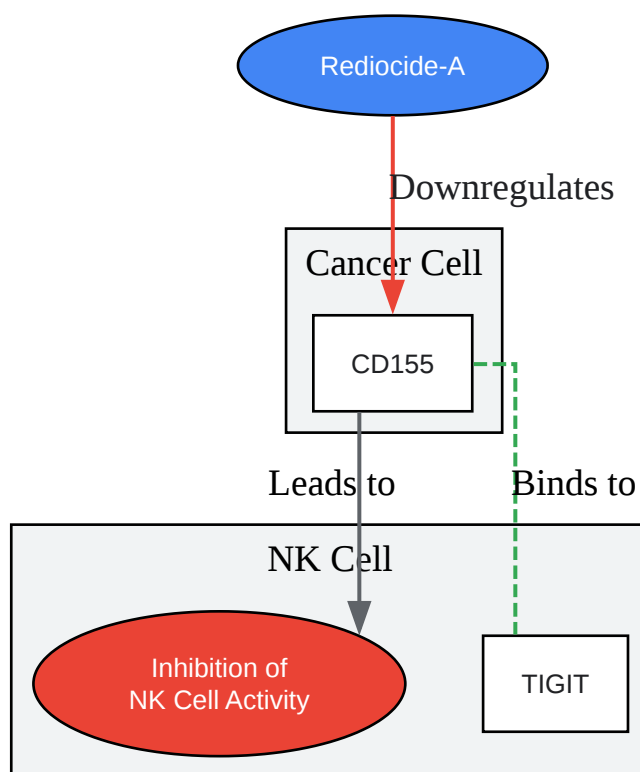 Rediocide-A
Downregulates
Cancer Cell
CD155
Leads to
Binds to
NK Cell
Inhibition of
NK Cell Activity
TIGIT